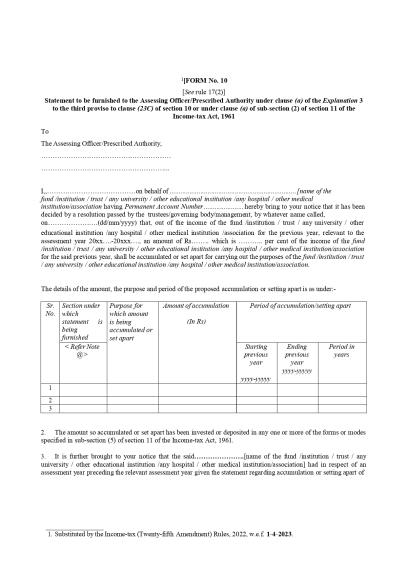 1[FORM No. 10
[See rule 17(2)]
Statement to be furnished to the Assessing Officer/Prescribed Authority under clause (a) of the Explanation 3
to the third proviso to clause (23C) of section 10 or under clause (a) of sub-section (2) of section 11 of the
Income-tax Act, 1961
To
The Assessing Officer/Prescribed Authority,
……………………………………………
……………………………………………
I,……………………………on behalf of……………………………………………[name of the
fund /institution / trust / any university / other educational institution /any hospital / other medical
institution/association having Permanent Account Number……………hereby bring to your notice that it has been
decided by a resolution passed by the trustees/governing body/management, by whatever name called,
on………………..(dd/mm/yyyy) that, out of the income of the fund /institution / trust / any university / other
educational institution /any hospital / other medical institution /association for the previous year, relevant to the
assessment year 20xx….-20xxx…., an amount of Rs…….. which is ……….. per cent of the income of the fund
/institution / trust / any university / other educational institution /any hospital / other medical institution/association
for the said previous year, shall be accumulated or set apart for carrying out the purposes of the fund /institution / trust
/ any university / other educational institution /any hospital / other medical institution/association.
The details of the amount, the purpose and period of the proposed accumulation or setting apart is as under:-
Sr. Section under Purpose for Amount of accumulation Period of accumulation/setting apart
No. which which amount
statement is is being (In Rs)
being accumulated or
furnished set apart
< Refer Note Starting Ending Period in
@> previous previous years
year year
yyyy-yyyyy
yyyy-yyyyy
1
2
3
2. The amount so accumulated or set apart has been invested or deposited in any one or more of the forms or modes
specified in sub-section (5) of section 11 of the Income-tax Act, 1961.
3. It is further brought to your notice that the said……………….[name of the fund /institution / trust / any
university / other educational institution /any hospital / other medical institution/association] had in respect of an
assessment year preceding the relevant assessment year given the statement regarding accumulation or setting apart of
1. Substituted by the Income-tax (Twenty-fifth Amendment) Rules, 2022, w.e.f. 1-4-2023.